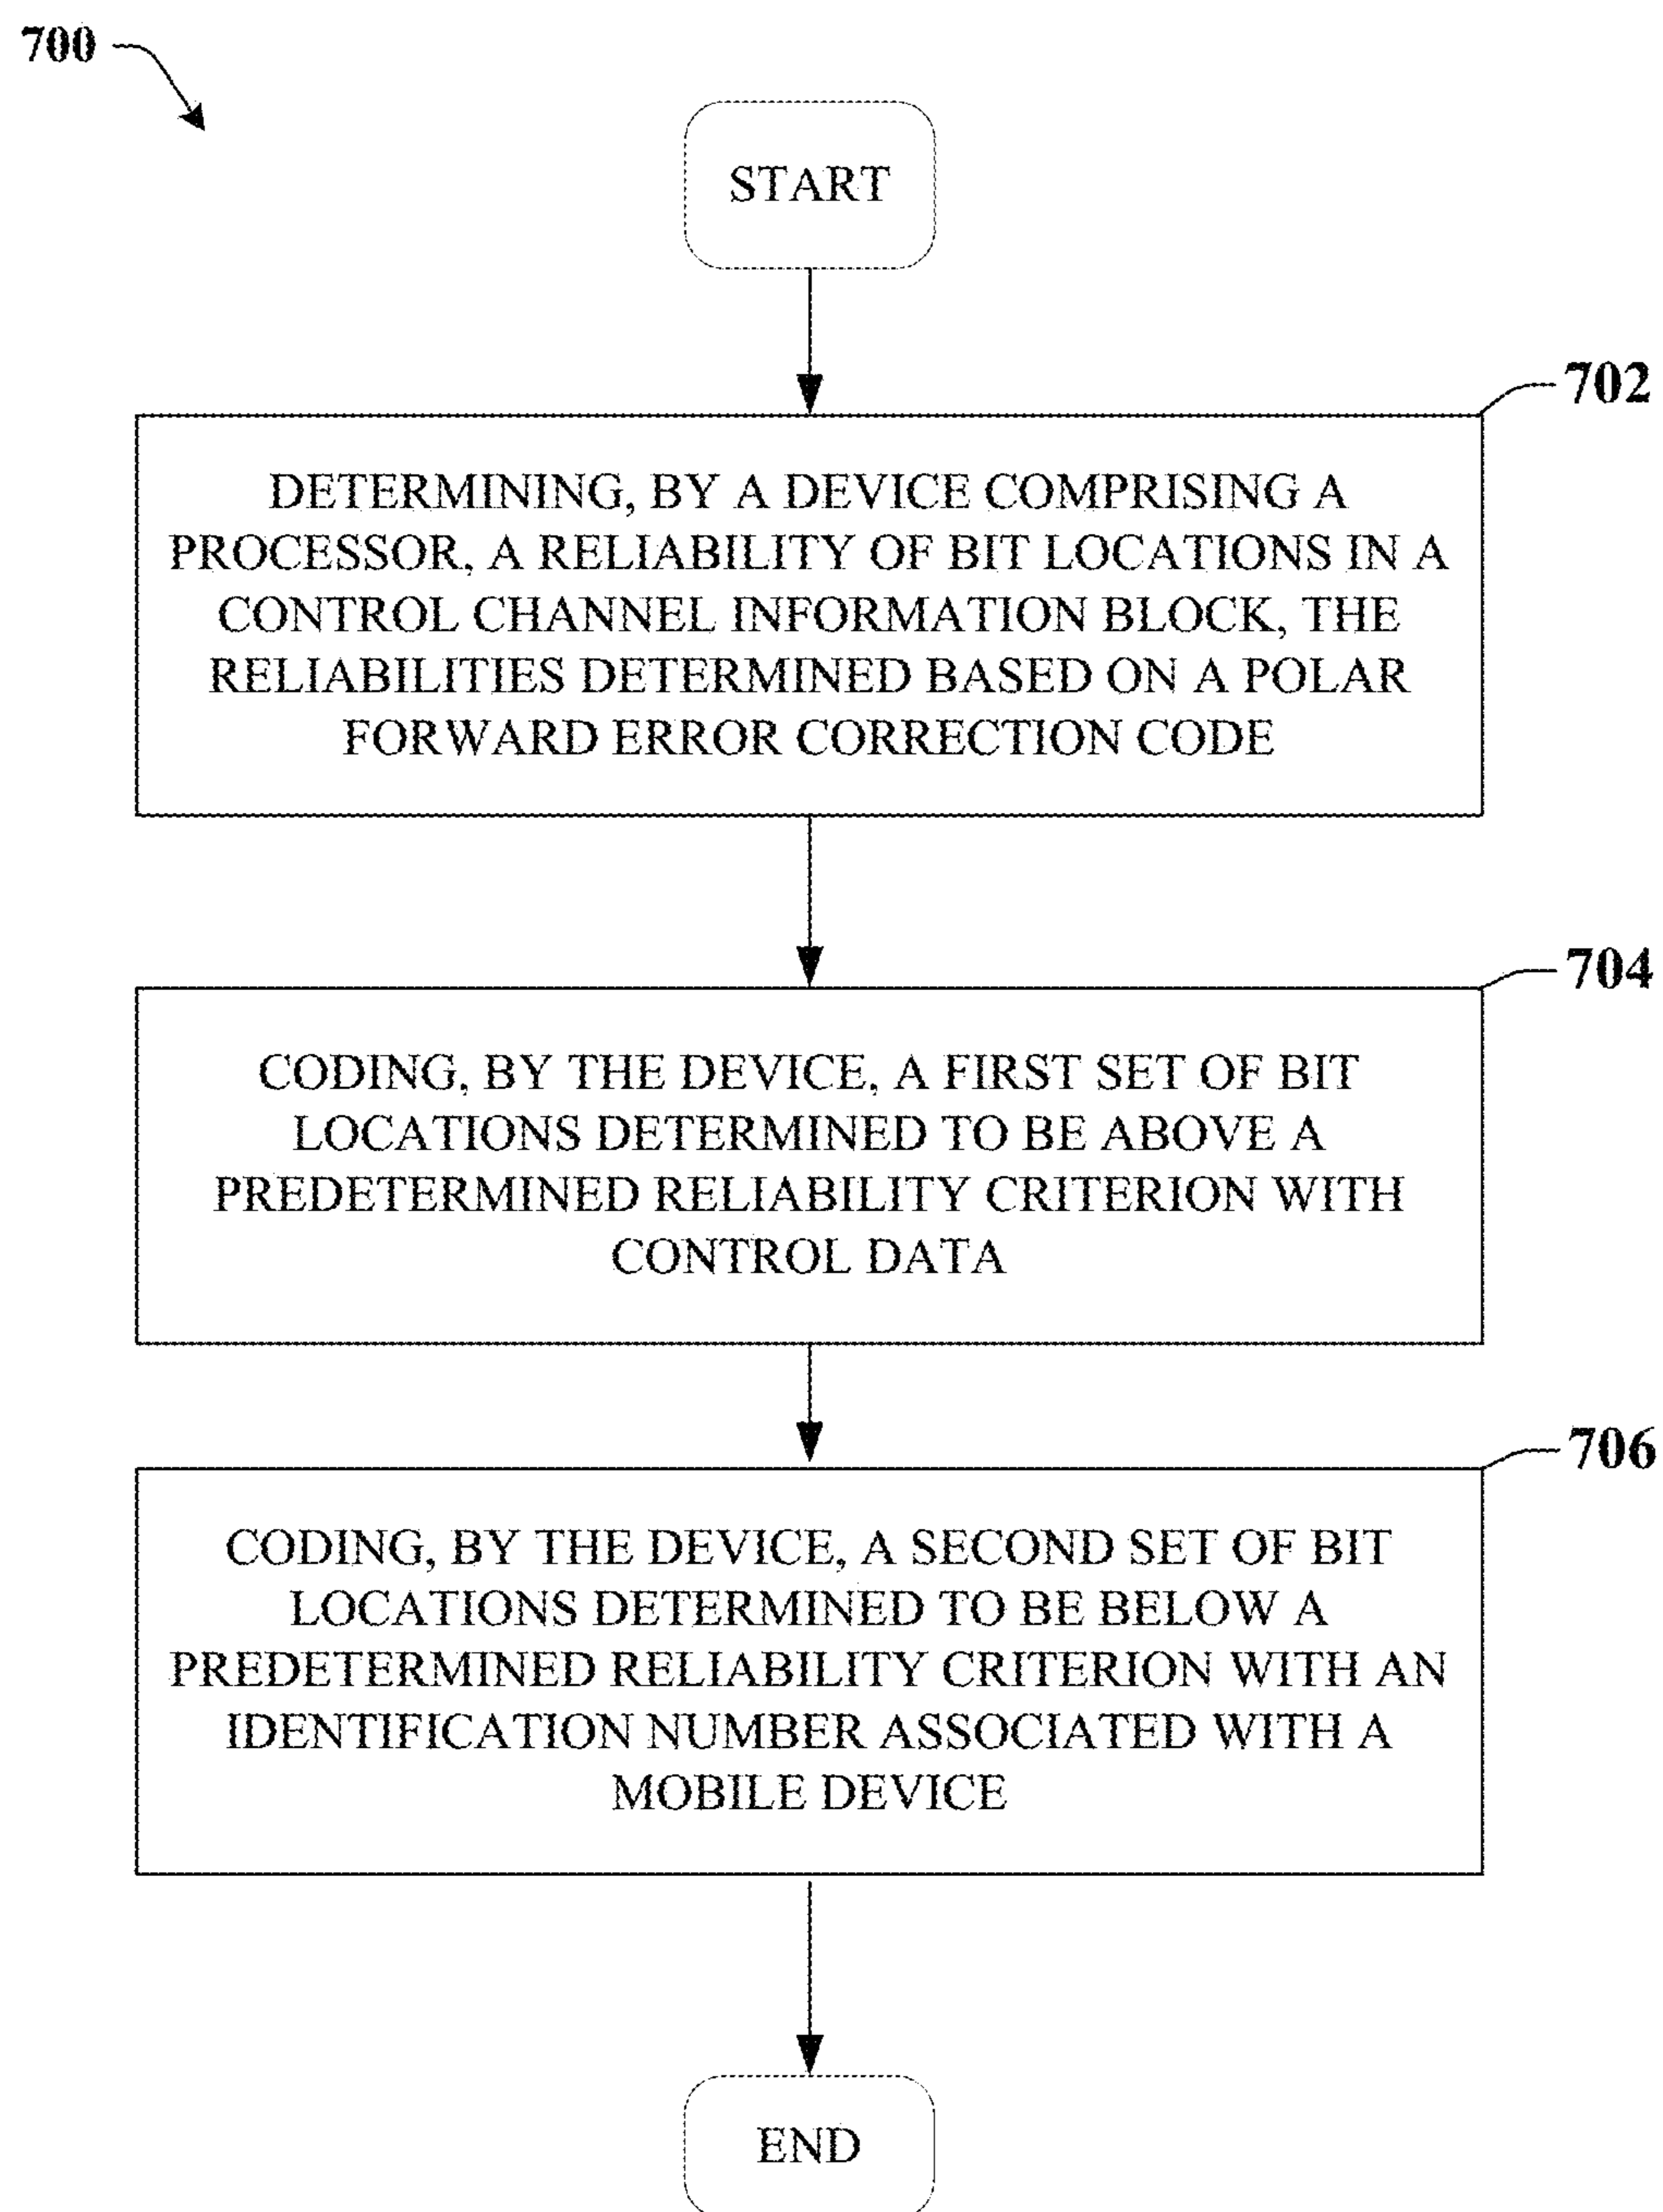 700
START
702
DETERMINING, BY A DEVICE COMPRISING A
PROCESSOR, A RELIABILITY OF BIT LOCATIONS IN A
CONTROL CHANNEL INFORMATION BLOCK, THE
RELIABILITIES DETERMINED BASED ON A POLAR
FORWARD ERROR CORRECTION CODE
704
CODING, BY THE DEVICE, A FIRST SET OF BIT
LOCATIONS DETERMINED TO BE ABOVE A
PREDETERMINED RELIABILITY CRITERION WITH
CONTROL DATA
706
CODING, BY THE DEVICE, A SECOND SET OF BIT
LOCATIONS DETERMINED TO BE BELOW A
PREDETERMINED RELIABILITY CRITERION WITH AN
IDENTIFICATION NUMBER ASSOCIATED WITH A
MOBILE DEVICE
END